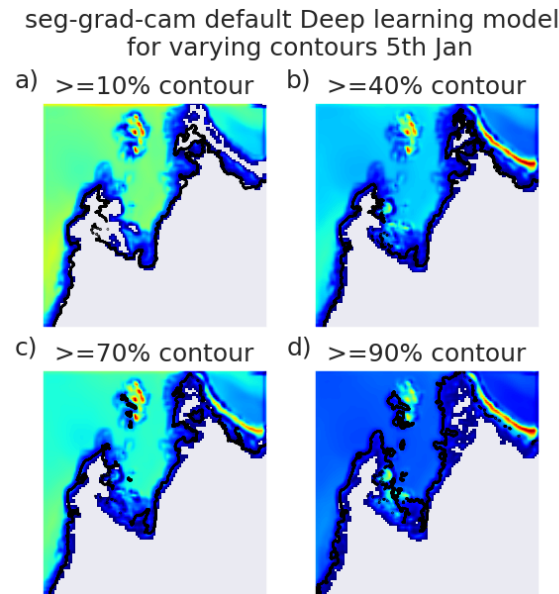 seg-grad-cam default Deep learning model
for varying contours 5th Jan
a) >=10% contour
b) >=40% contour
c) >=70% contour
d) >=90% contour